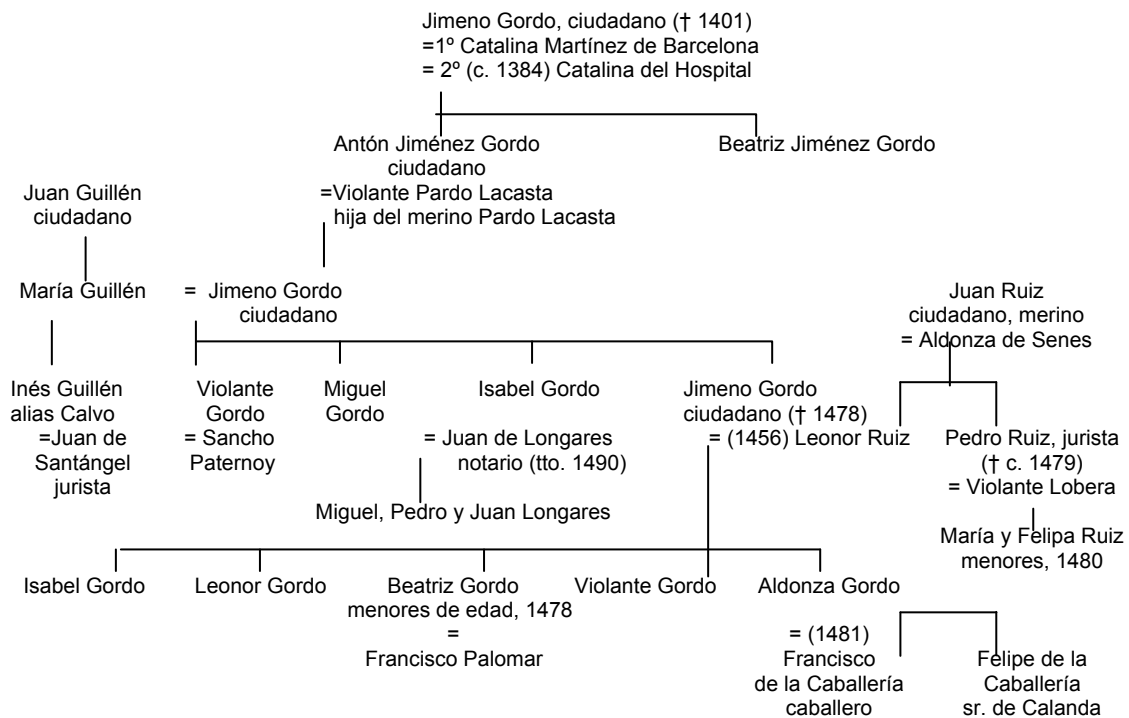 Jimeno Gordo, ciudadano († 1401)
=1º Catalina Martínez de Barcelona
= 2º (c. 1384) Catalina del Hospital
Antón Jiménez Gordo
ciudadano
=Violante Pardo Lacasta
hija del merino Pardo Lacasta
Beatriz Jiménez Gordo
Juan Guillén
ciudadano
María Guillén
= Jimeno Gordo
ciudadano
Juan Ruiz
ciudadano, merino
= Aldonza de Senes
Inés Guillén
alias Calvo
=Juan de
Santángel
jurista
Violante
Gordo
= Sancho
Paternoy
Miguel
Gordo
Isabel Gordo
= Juan de Longares
notario (tto. 1490)
Miguel, Pedro y Juan Longares
Jimeno Gordo
ciudadano († 1478)
= (1456) Leonor Ruiz
Pedro Ruiz, jurista
(† c. 1479)
= Violante Lobera
María y Felipa Ruiz
menores, 1480
Isabel Gordo
Leonor Gordo
Beatriz Gordo
menores de edad, 1478
=
Francisco Palomar
Violante Gordo
Aldonza Gordo
= (1481)
Francisco
de la Caballería
caballero
Felipe de la
Caballería
sr. de Calanda